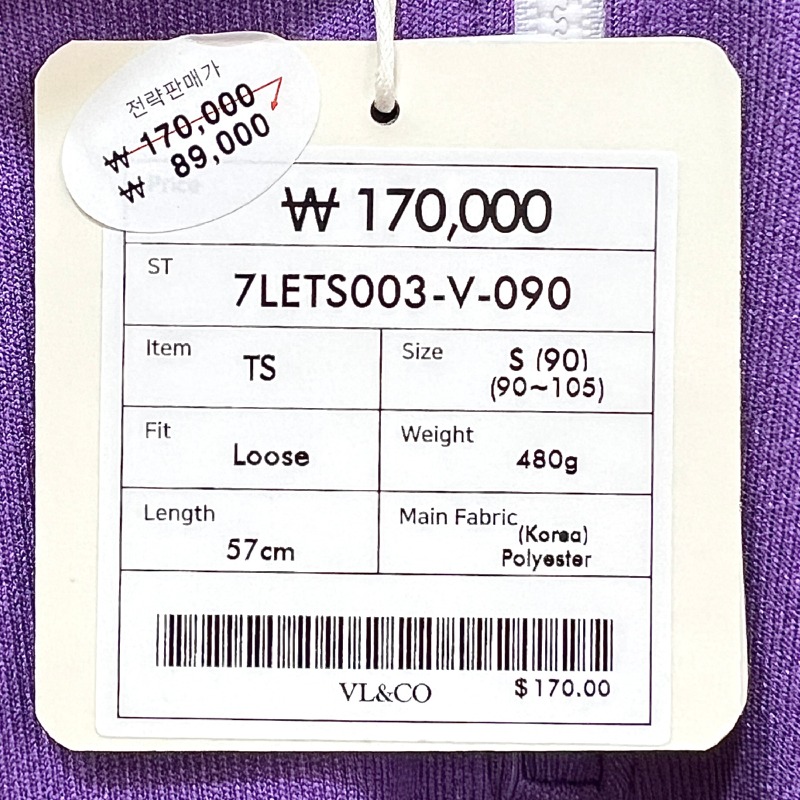 전략판매가
₩ 170,000
₩ 89,000
Price
₩ 170,000
ST
7LETS003-V-090
Item TS
Size S (90)
(90~105)
Fit Loose
Weight 480g
Length 57cm
Main Fabric (Korea)
Polyester
VL&CO $170.00